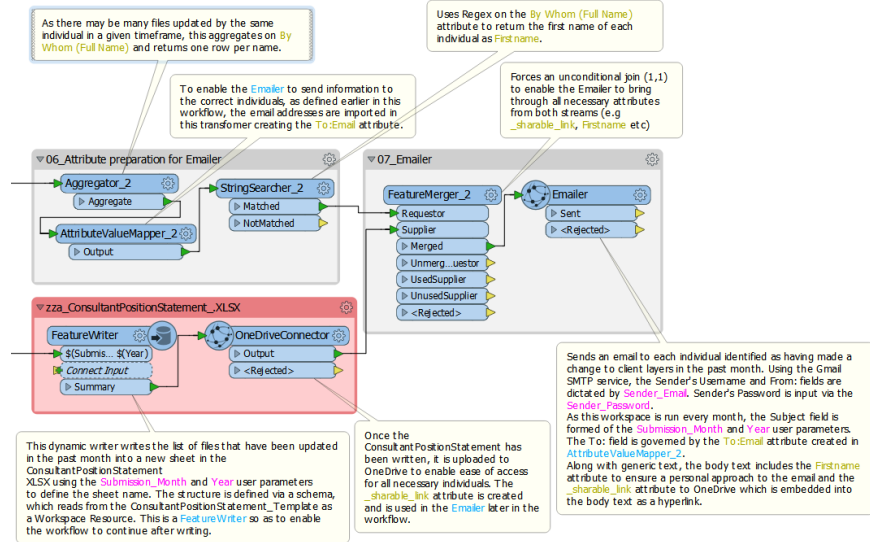 As there may be many files updated by the same
individual in a given timeframe, this aggregates on By
Whom (Full Name) and returns one row per name.
Uses Regex on the By Whom (Full Name)
attribute to return the first name of each
individual as Firstname.
To enable the Emailer to send information to
the correct individuals, as defined earlier in this
workflow, the email addresses are imported in
this transfomer creating the To:Email attribute.
Forces an unconditional join (1,1)
to enable the Emailer to bring
through all necessary attributes
from both streams (e.g
_sharable_link, Firstname etc)
06_Attribute preparation for Emailer
Aggregator_2
Aggregate
AttributeValueMapper_2
Output
StringSearcher_2
Matched
NotMatched
07_Emailer
FeatureMerger_2
Requestor
Supplier
Merged
Unmerg...uestor
UsedSupplier
UnusedSupplier
<Rejected>
Emailer
Sent
<Rejected>
zza_ConsultantPositionStatement_.XLSX
FeatureWriter
$(Submis... $(Year)
Connect Input
Summary
OneDriveConnector
Output
<Rejected>
This dynamic writer writes the list of files that have been updated
in the past month into a new sheet in the
ConsultantPositionStatement
XLSX using the Submission_Month and Year user parameters
to define the sheet name. The structure is defined via a schema,
which reads from the ConsultantPositionStatement_Template as
a Workspace Resource. This is a FeatureWriter so as to enable
the workflow to continue after writing.
Once the
ConsultantPositionStatement has
been written, it is uploaded to
OneDrive to enable ease of access
for all necessary individuals. The
_sharable_link attribute is created
and is used in the Emailer later in the
workflow.
Sends an email to each individual identified as having made a
change to client layers in the past month. Using the Gmail
SMTP service, the Sender's Username and From: fields are
dictated by Sender_Email. Sender's Password is input via the
Sender_Password.
As this workspace is run every month, the Subject field is
formed of the Submission_Month and Year user parameters.
The To: field is governed by the To:Email attribute created in
AttributeValueMapper_2.
Along with generic text, the body text includes the Firstname
attribute to ensure a personal approach to the email and the
_sharable_link attribute to OneDrive which is embedded into
the body text as a hyperlink.